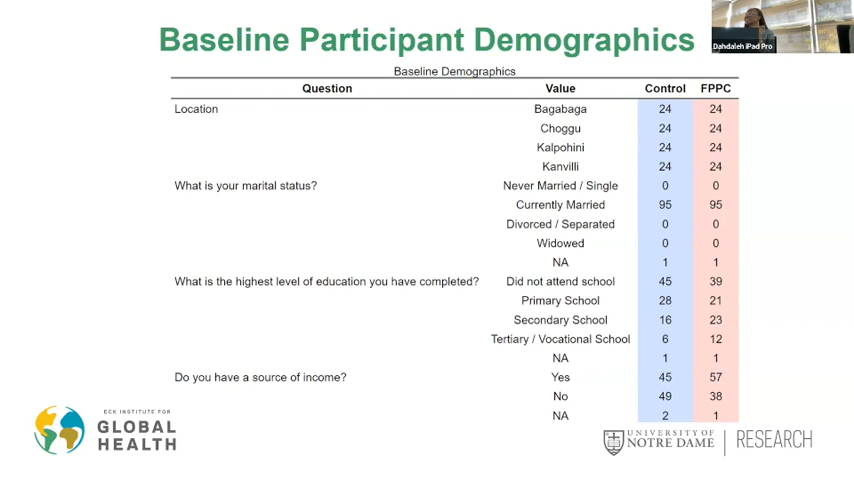 Baseline Participant Demographics
Dahdaleh iPad Pro
Baseline Demographics
Question Value Control FPPC
Location Bagabaga 24 24
Choggu 24 24
Kalpohini 24 24
Kanvilli 24 24
What is your marital status? Never Married / Single 0 0
Currently Married 95 95
Divorced / Separated 0 0
Widowed 0 0
NA 1 1
What is the highest level of education you have completed? Did not attend school 45 39
Primary School 28 21
Secondary School 16 23
Tertiary / Vocational School 6 12
NA 1 1
Do you have a source of income? Yes 45 57
No 49 38
NA 2 1
ECK INSTITUTE FOR
GLOBAL
HEALTH
UNIVERSITY OF
NOTRE DAME
RESEARCH